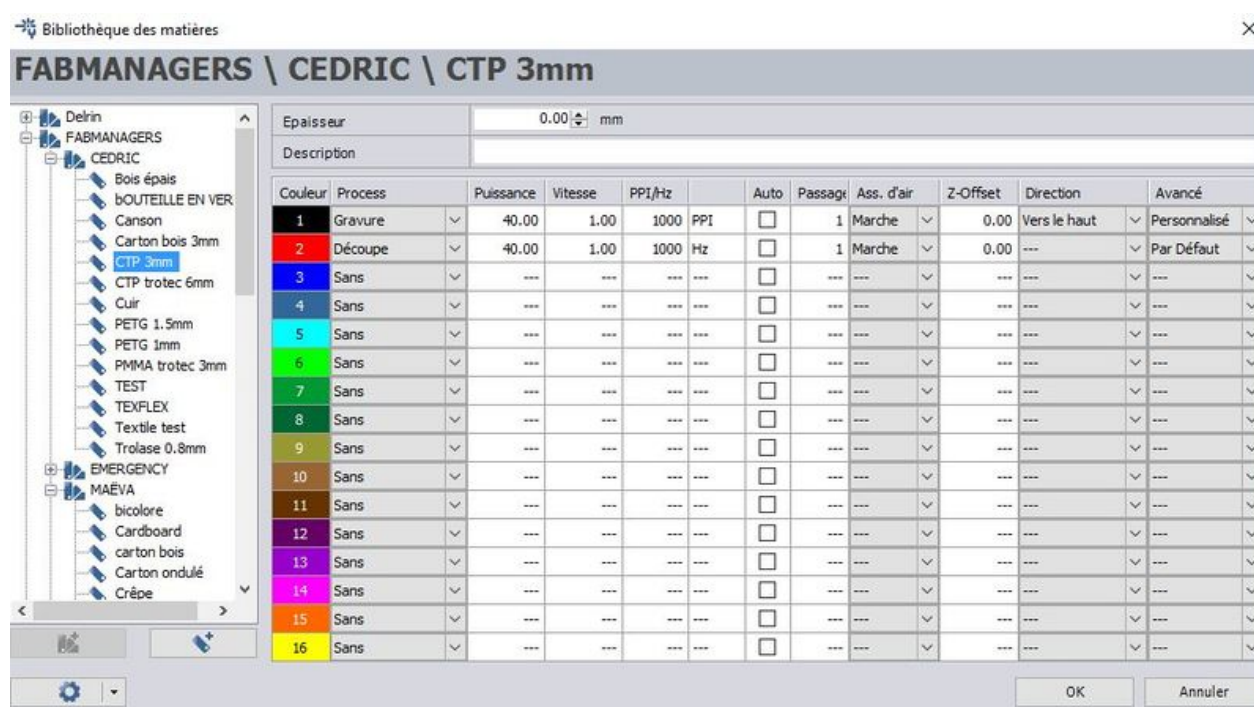 Bibliothèque des matières
FABMANAGERS \ CEDRIC \ CTP 3mm
Delrin
FABMANAGERS
CEDRIC
Bois épais
bOUTEILLE EN VER
Canson
Carton bois 3mm
CTP 3mm
CTP trotec 6mm
Cuir
PETG 1.5mm
PETG 1mm
PMMA trotec 3mm
TEST
TEXFLEX
Textile test
Trolase 0.8mm
EMERGENCY
MAËVA
bicolore
Cardboard
carton bois
Carton ondulé
Crêpe
Epaisseur 0.00 mm
Description
Couleur Process Puissance Vitesse PPI/Hz Auto Passage Ass. d'air Z-Offset Direction Avancé
1 Gravure 40.00 1.00 1000 PPI 1 Marche 0.00 Vers le haut Personnalisé
2 Découpe 40.00 1.00 1000 Hz 1 Marche 0.00 --- Par Défaut
3 Sans --- --- --- --- --- --- --- --- ---
4 Sans --- --- --- --- --- --- --- --- ---
5 Sans --- --- --- --- --- --- --- --- ---
6 Sans --- --- --- --- --- --- --- --- ---
7 Sans --- --- --- --- --- --- --- --- ---
8 Sans --- --- --- --- --- --- --- --- ---
9 Sans --- --- --- --- --- --- --- --- ---
10 Sans --- --- --- --- --- --- --- --- ---
11 Sans --- --- --- --- --- --- --- --- ---
12 Sans --- --- --- --- --- --- --- --- ---
13 Sans --- --- --- --- --- --- --- --- ---
14 Sans --- --- --- --- --- --- --- --- ---
15 Sans --- --- --- --- --- --- --- --- ---
16 Sans --- --- --- --- --- --- --- --- ---
OK Annuler